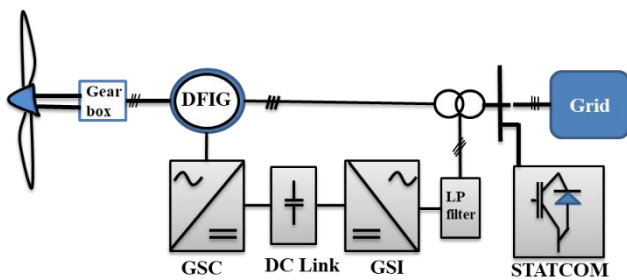 Gear
box
DFIG
Grid
LP
filter
GSC
DC Link
GSI
STATCOM